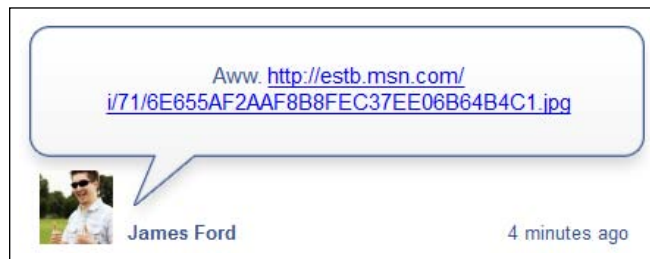 Aww. http://estb.msn.com/
i/71/6E655AF2AAF8B8FEC37EE06B64B4C1.jpg
James Ford
4 minutes ago